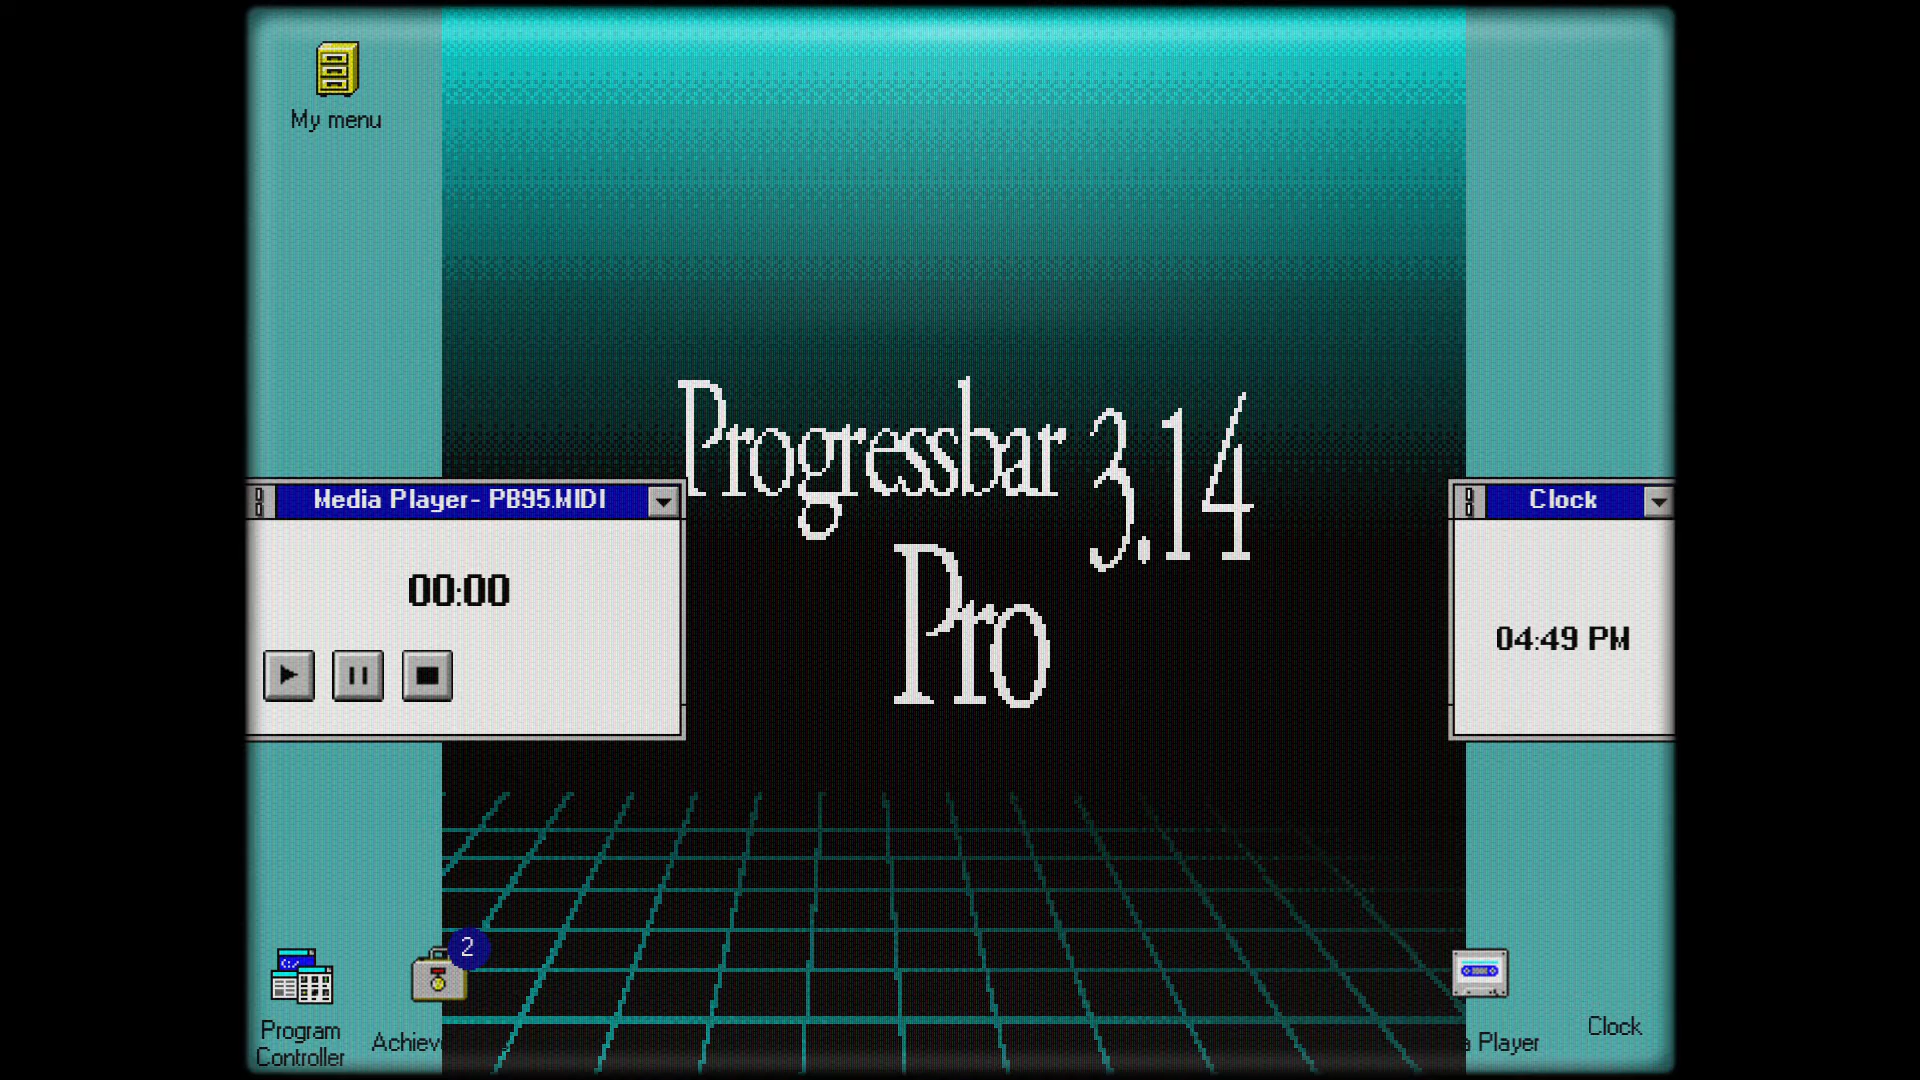 My menu
Progressbar 3.14
Pro
Media Player- PB95.MIDI
00:00
Clock
04:49 PM
2
Program
Controller
Achiev
Player
Clock